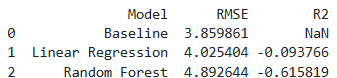 Model RMSE R2
0 Baseline 3.859861 NaN
1 Linear Regression 4.025404 -0.093766
2 Random Forest 4.892644 -0.615819